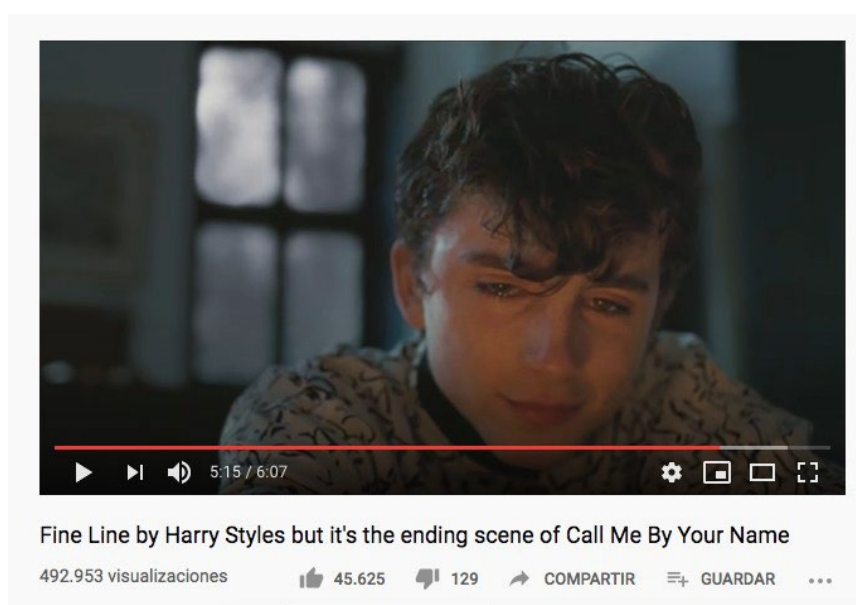 5:15 / 6:07
Fine Line by Harry Styles but it's the ending scene of Call Me By Your Name
492.953 visualizaciones 45.625 129 COMPARTIR GUARDAR